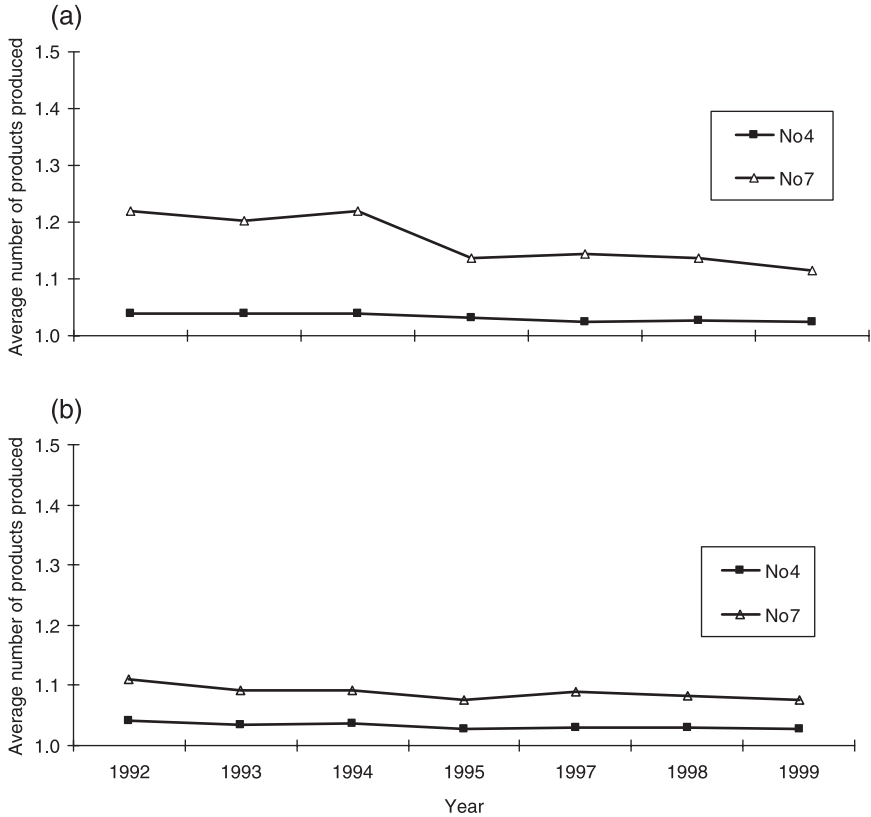 (a)
Average number of products produced
1.5
1.4
1.3
1.2
1.1
1.0
No4
No7
(b)
Average number of products produced
1.5
1.4
1.3
1.2
1.1
1.0
No4
No7
1992 1993 1994 1995 1997 1998 1999
Year